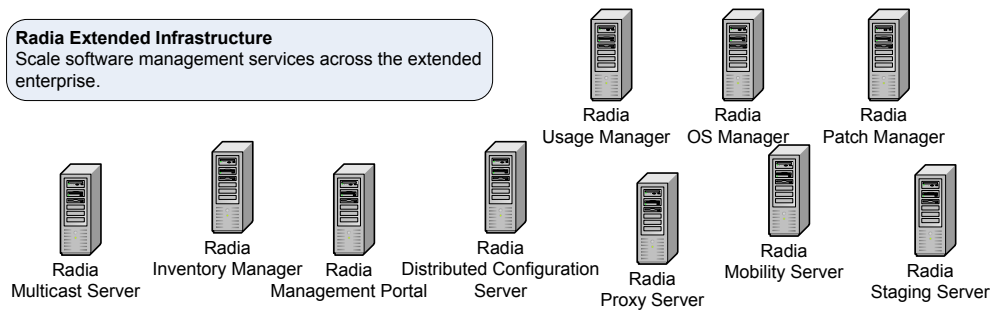 Radia Extended Infrastructure
Scale software management services across the extended
enterprise.
Radia
Usage Manager
Radia
OS Manager
Radia
Patch Manager
Radia
Multicast Server
Radia
Inventory Manager
Radia
Management Portal
Radia
Distributed Configuration
Server
Radia
Proxy Server
Radia
Mobility Server
Radia
Staging Server